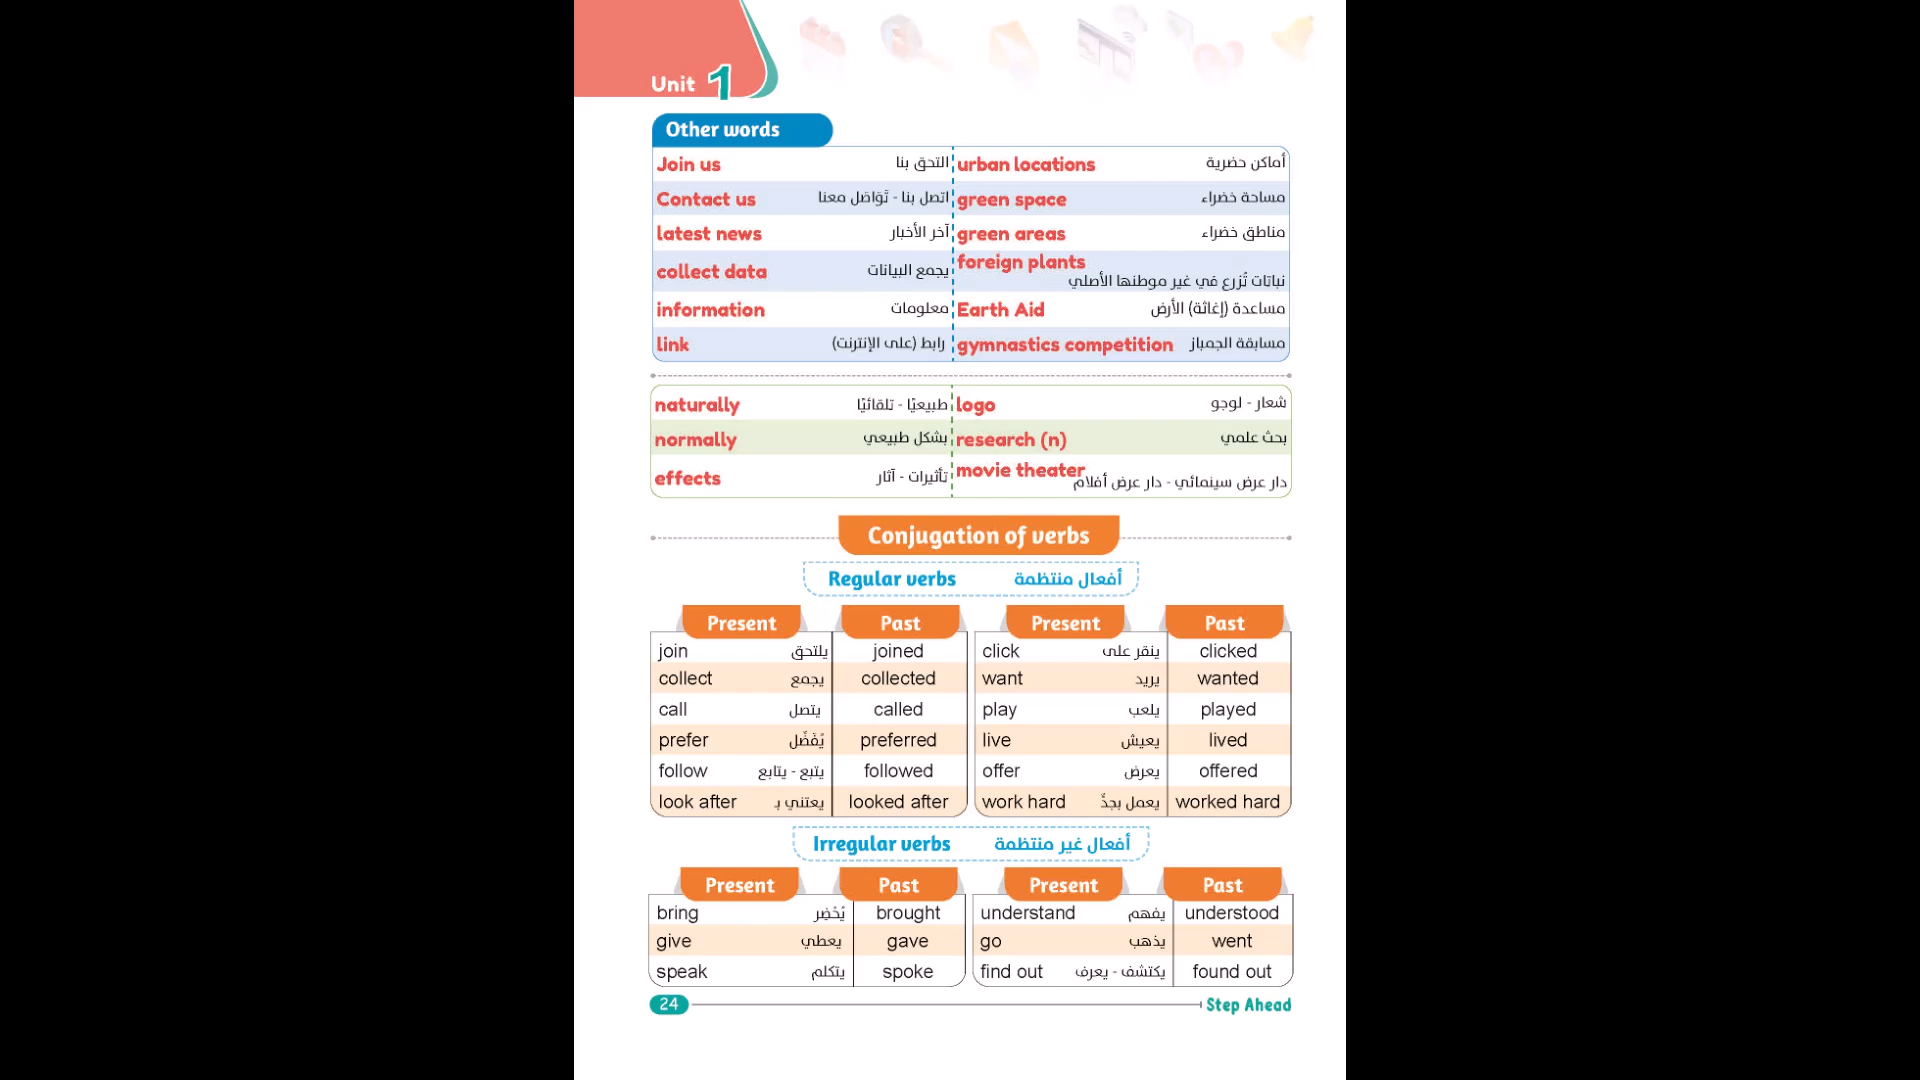 Unit 1
Other words
Join us التحق بنا urban locations أماكن حضرية
Contact us اتصل بنا - تَوَاصَل معنا green space مساحة خضراء
latest news آخر الأخبار green areas مناطق خضراء
collect data يجمع البيانات foreign plants نباتات تُزرع في غير موطنها الأصلي
information معلومات Earth Aid مساعدة (إغاثة) الأرض
link رابط (على الإنترنت) gymnastics competition مسابقة الجمباز
naturally طبيعيًا - تلقائيًا logo شعار - لوجو
normally بشكل طبيعي research (n) بحث علمي
effects تأثيرات - آثار movie theater دار عرض سينمائي - دار عرض أفلام
Conjugation of verbs
Regular verbs أفعال منتظمة
Present Past Present Past
join يلتحق joined click ينقر على clicked
collect يجمع collected want يريد wanted
call يتصل called play يلعب played
prefer يُفَضِّل preferred live يعيش lived
follow يتبع - يتابع followed offer يعرض offered
look after يعتني بـ looked after work hard يعمل بجدٍّ worked hard
Irregular verbs أفعال غير منتظمة
Present Past Present Past
bring يُحْضِر brought understand يفهم understood
give يعطي gave go يذهب went
speak يتكلم spoke find out يكتشف - يعرف found out
24 Step Ahead